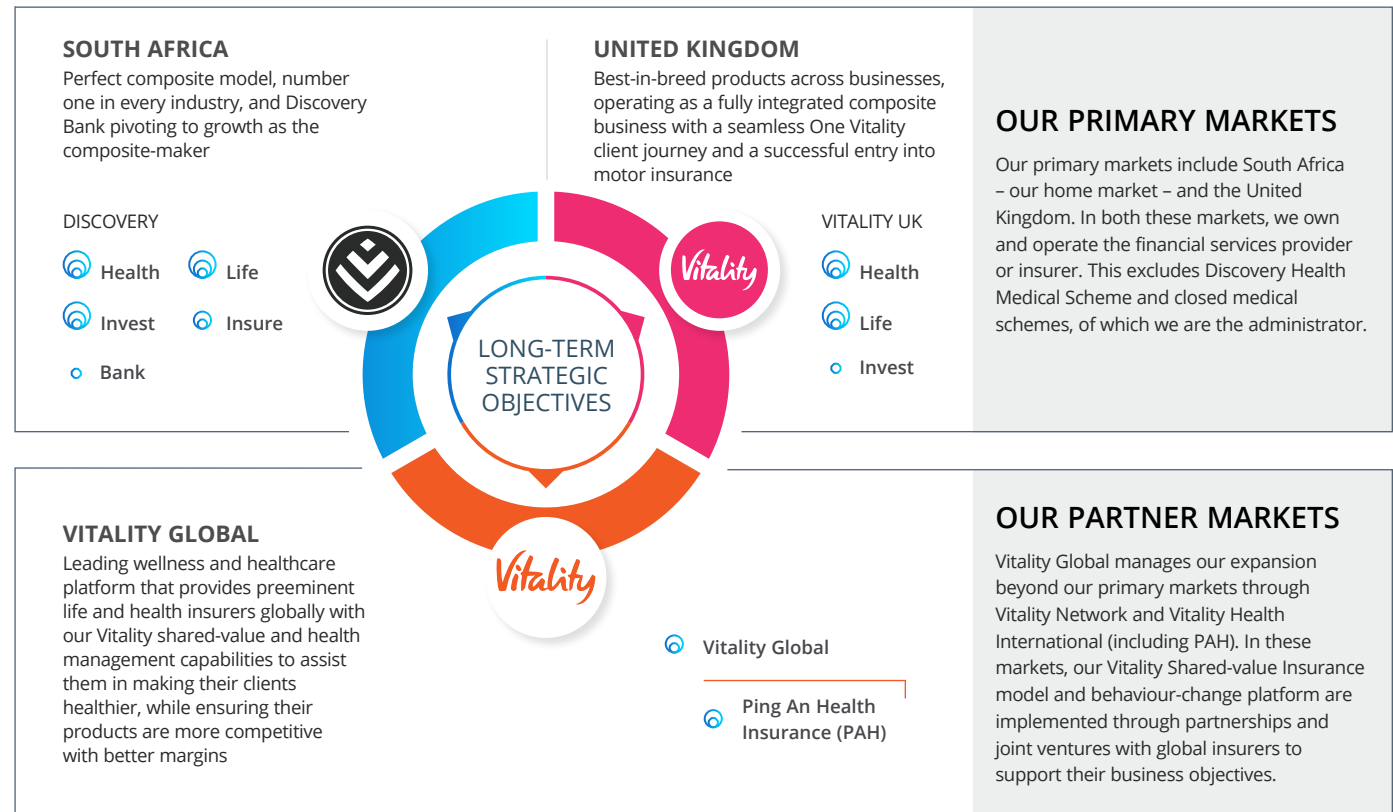 SOUTH AFRICA
Perfect composite model, number
one in every industry, and Discovery
Bank pivoting to growth as the
composite-maker
UNITED KINGDOM
Best-in-breed products across businesses,
operating as a fully integrated composite
business with a seamless One Vitality
client journey and a successful entry into
motor insurance
OUR PRIMARY MARKETS
Our primary markets include South Africa
– our home market – and the United
Kingdom. In both these markets, we own
and operate the financial services provider
or insurer. This excludes Discovery Health
Medical Scheme and closed medical
schemes, of which we are the administrator.
DISCOVERY
Health
Life
Invest
Insure
Bank
Vitality
VITALITY UK
Health
Life
Invest
LONG-TERM
STRATEGIC
OBJECTIVES
VITALITY GLOBAL
Leading wellness and healthcare
platform that provides preeminent
life and health insurers globally with
our Vitality shared-value and health
management capabilities to assist
them in making their clients
healthier, while ensuring their
products are more competitive
with better margins
Vitality
Vitality Global
Ping An Health
Insurance (PAH)
OUR PARTNER MARKETS
Vitality Global manages our expansion
beyond our primary markets through
Vitality Network and Vitality Health
International (including PAH). In these
markets, our Vitality Shared-value Insurance
model and behaviour-change platform are
implemented through partnerships and
joint ventures with global insurers to
support their business objectives.